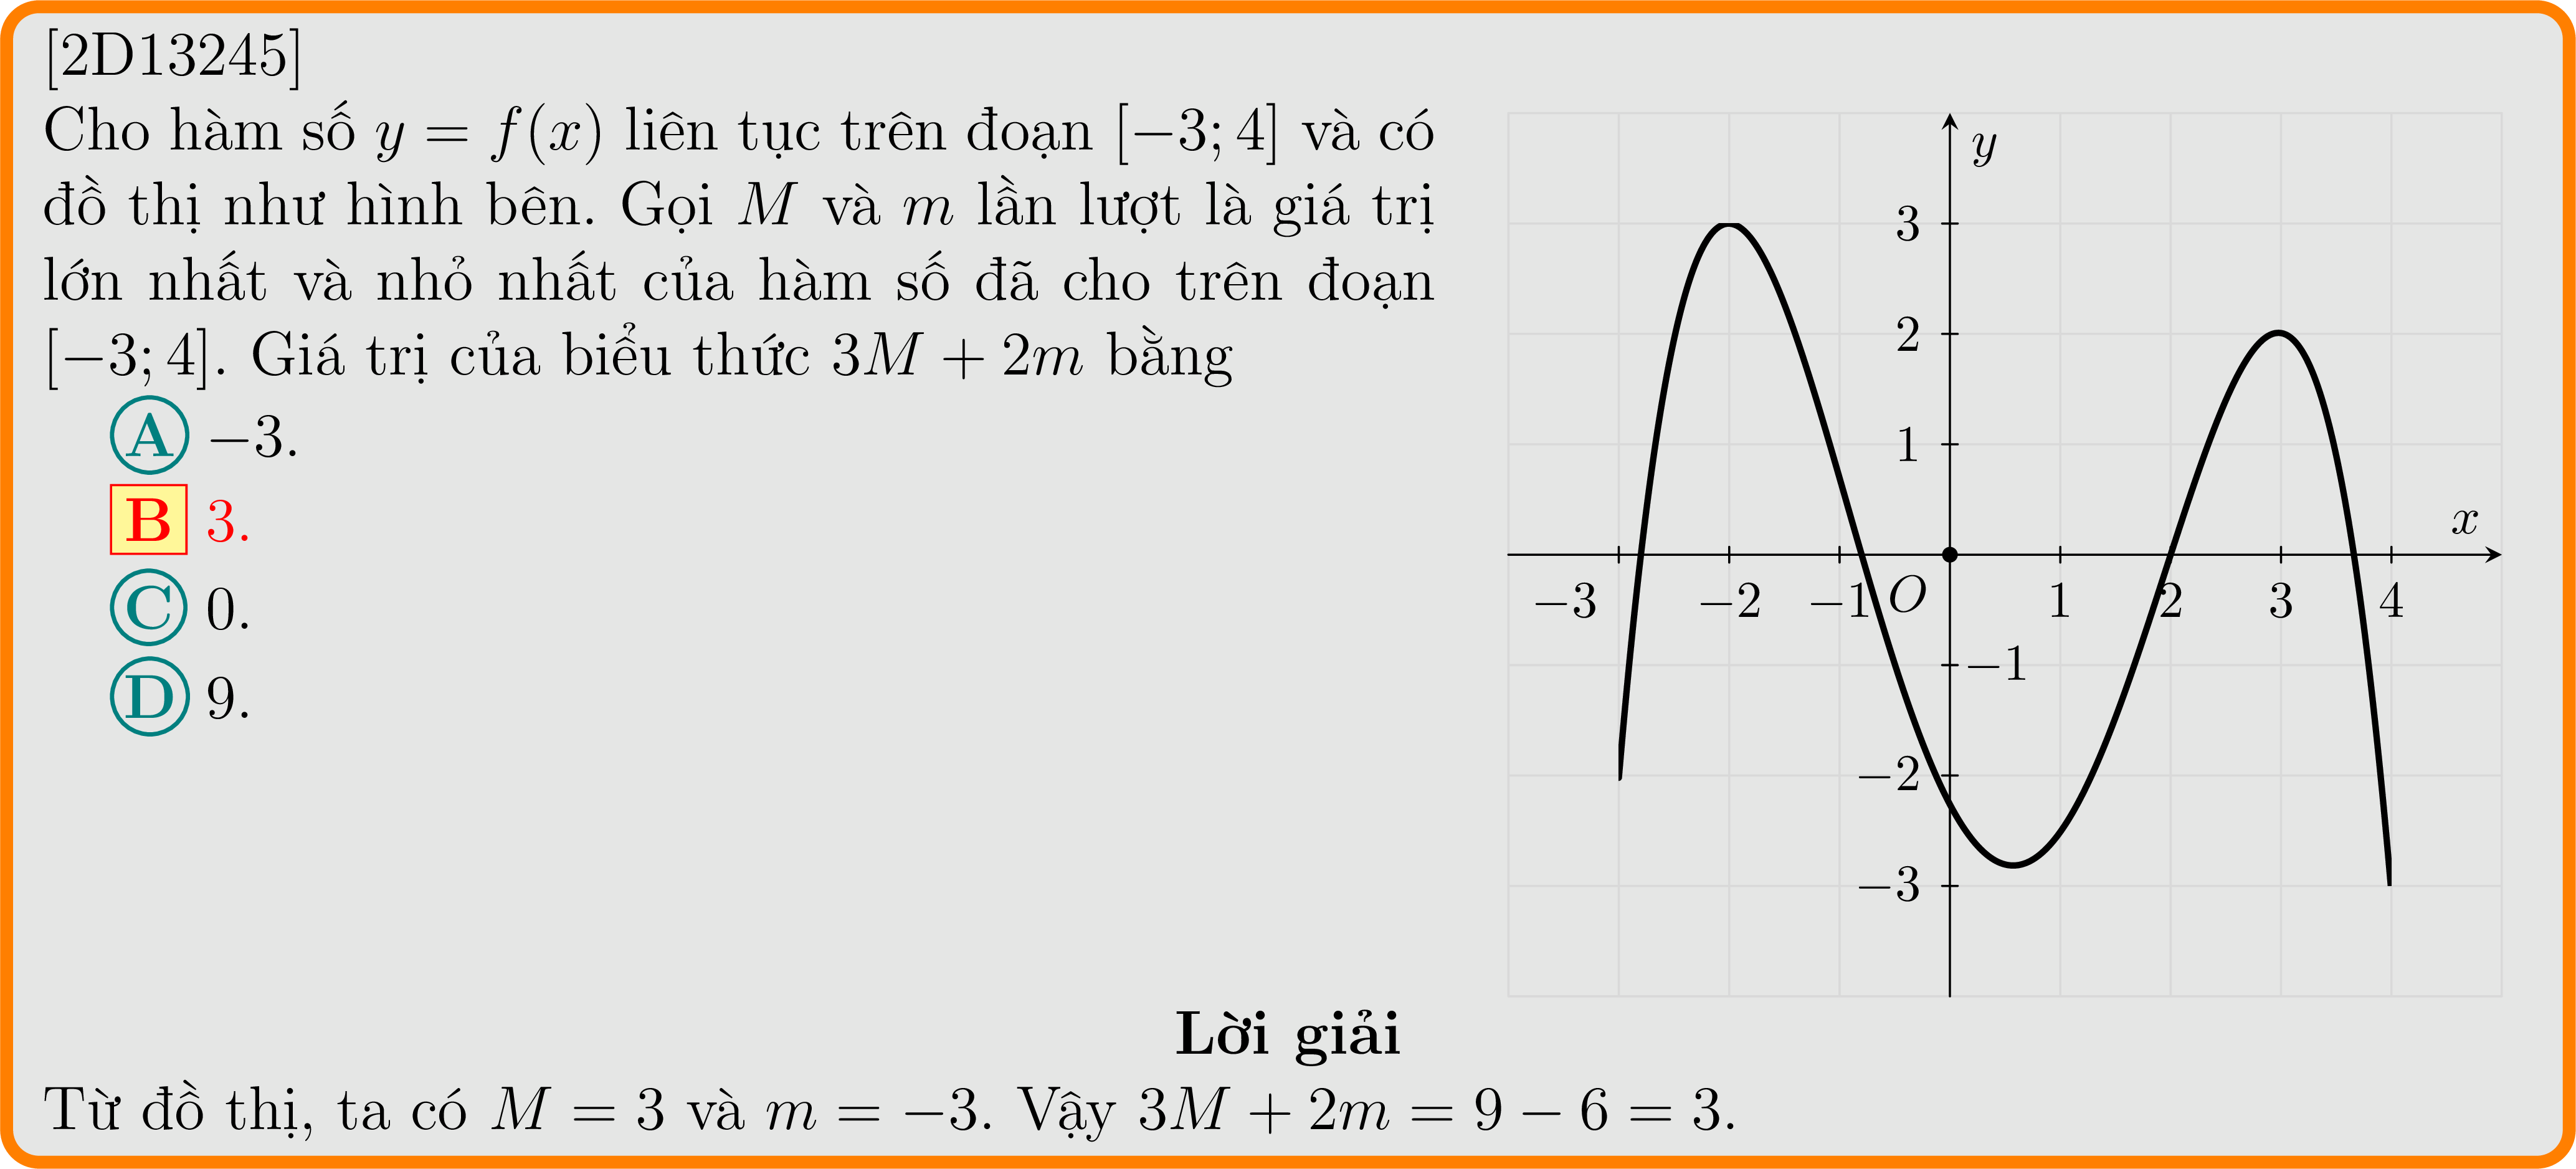 [2D13245]
Cho hàm số y = f(x) liên tục trên đoạn [−3; 4] và có
đồ thị như hình bên. Gọi M và m lần lượt là giá trị
lớn nhất và nhỏ nhất của hàm số đã cho trên đoạn
[−3; 4]. Giá trị của biểu thức 3M + 2m bằng
A −3.
B 3.
C 0.
D 9.
y
3
2
1
x
−3 −2 −1 O 1 2 3 4
−1
−2
−3
Lời giải
Từ đồ thị, ta có M = 3 và m = −3. Vậy 3M + 2m = 9 − 6 = 3.